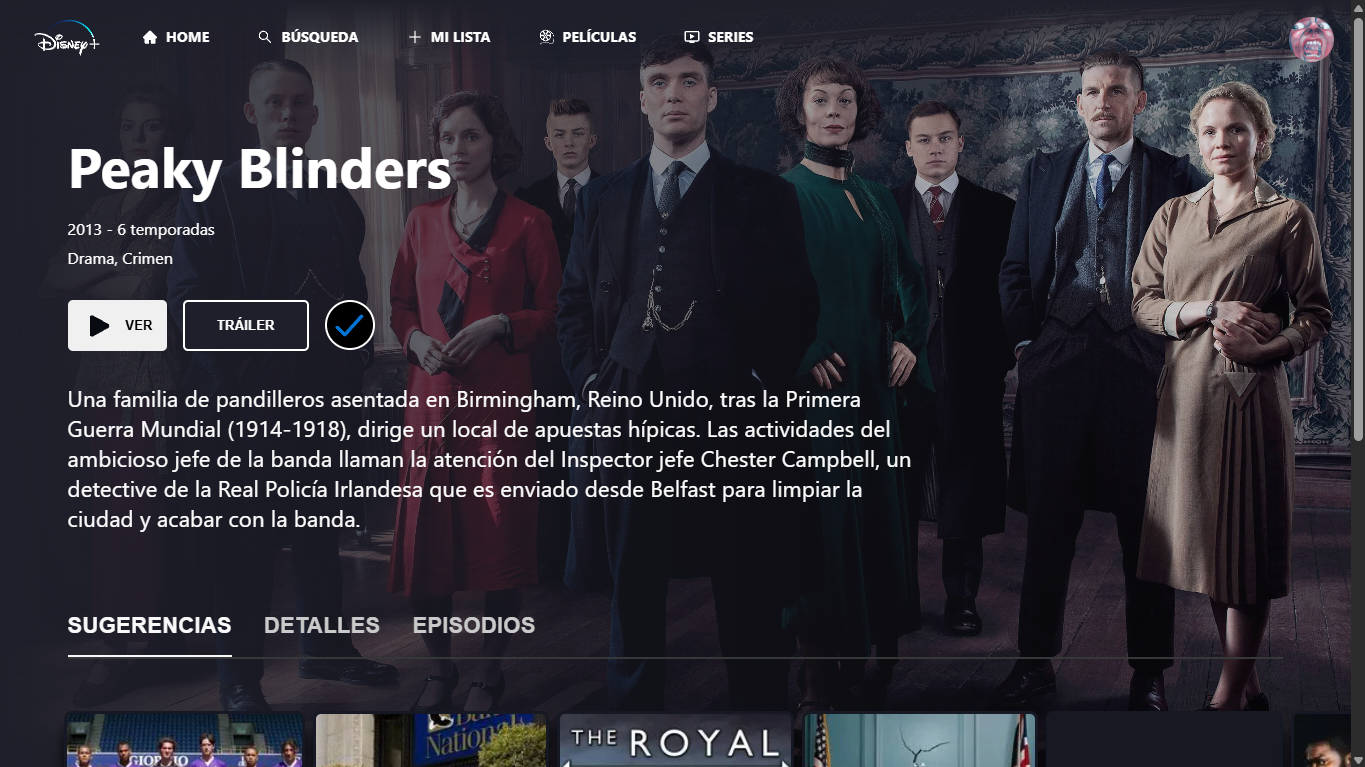 Disney+
HOME
BÚSQUEDA
MI LISTA
PELÍCULAS
SERIES
Peaky Blinders
2013 - 6 temporadas
Drama, Crimen
VER
TRÁILER
Una familia de pandilleros asentada en Birmingham, Reino Unido, tras la Primera
Guerra Mundial (1914-1918), dirige un local de apuestas hípicas. Las actividades del
ambicioso jefe de la banda llaman la atención del Inspector jefe Chester Campbell, un
detective de la Real Policía Irlandesa que es enviado desde Belfast para limpiar la
ciudad y acabar con la banda.
SUGERENCIAS
DETALLES
EPISODIOS
National
THE ROYAL